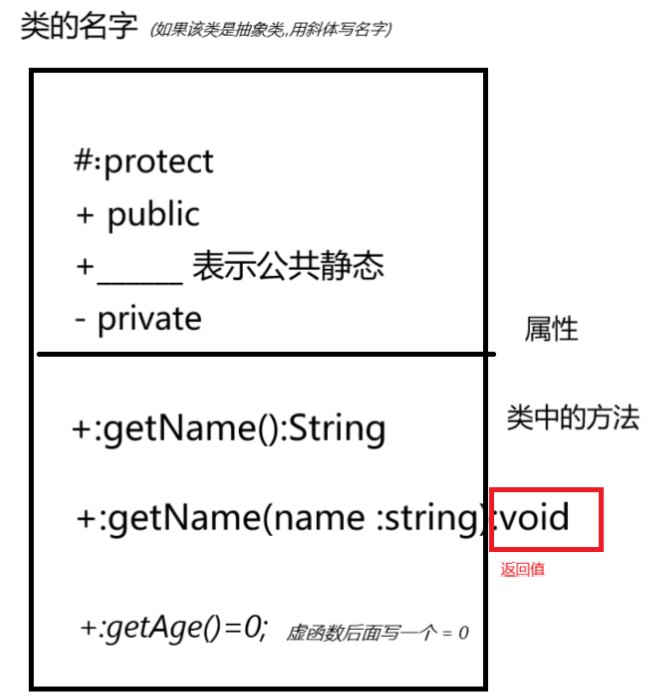 类的名字 (如果该类是抽象类,,用斜体写名字)
#:protect
+ public
+______ 表示公共静态
- private
属性
类中的方法
+:getName():String
+:getName(name :string):void
返回值
+:getAge()=0; 虚函数后面写一个 = 0